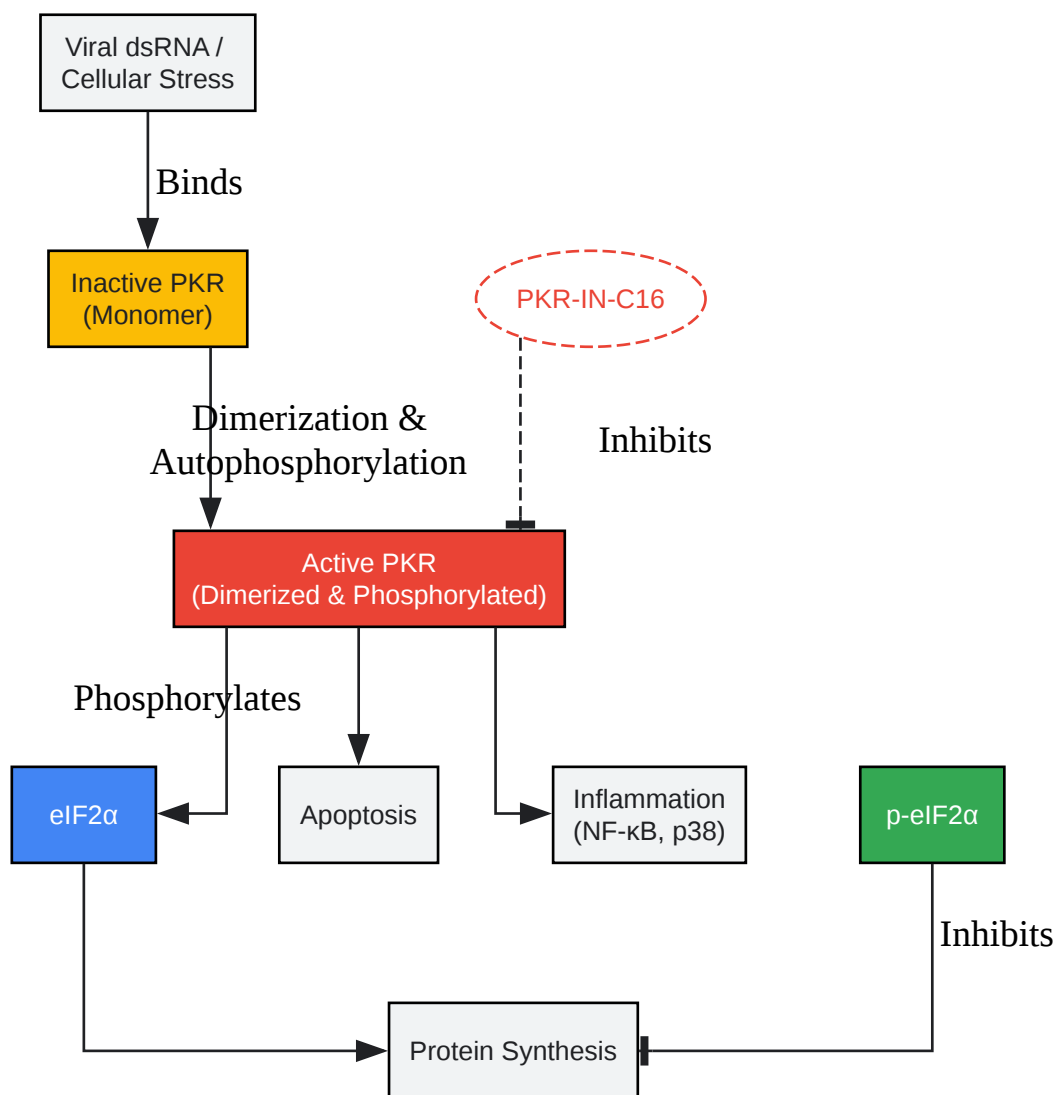 Viral dsRNA /
Cellular Stress
Binds
Inactive PKR
(Monomer)
PKR-IN-C16
Dimerization &
Autophosphorylation
Inhibits
Active PKR
(Dimerized & Phosphorylated)
Phosphorylates
eIF2α
Apoptosis
Inflammation
(NF-κB, p38)
p-eIF2α
Inhibits
Protein Synthesis